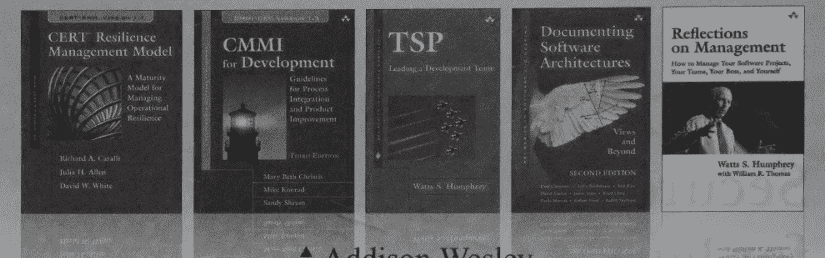 CERT Resilience
Management Model
A Maturity
Model for
Managing
Operational
Resilience
Richard A. Caralli
Julia H. Allen
David W. White
CMMI
for Development
Guidelines
for Process
Integration
and Product
Improvement
THIRD EDITION
Mary Beth Chrissis
Mike Konrad
Sandy Shrum
TSP
Leading a Development Team
Watts S. Humphrey
Documenting
Software
Architectures
Views
and
Beyond
SECOND EDITION
Reflections
on Management
How to Manage Your Software Projects,
Your Teams, Your Boss, and Yourself
Watts S. Humphrey
with William R. Thomas
Addison-Wesley